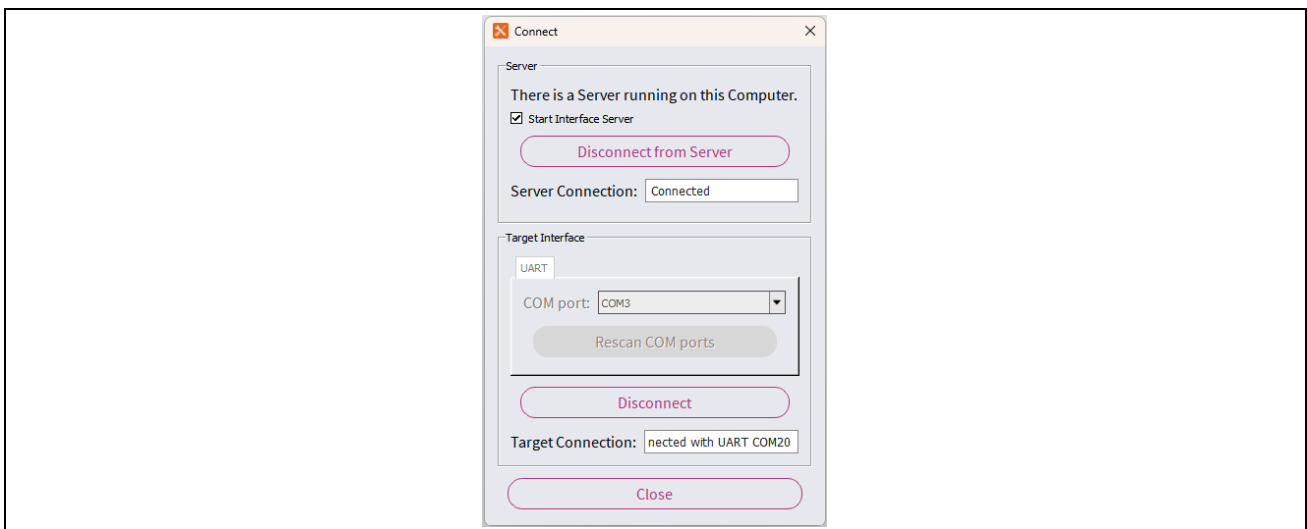 Connect
Server
There is a Server running on this Computer.
Start Interface Server
Disconnect from Server
Server Connection: Connected
Target Interface
UART
COM port: COM3
Rescan COM ports
Disconnect
Target Connection: nected with UART COM20
Close